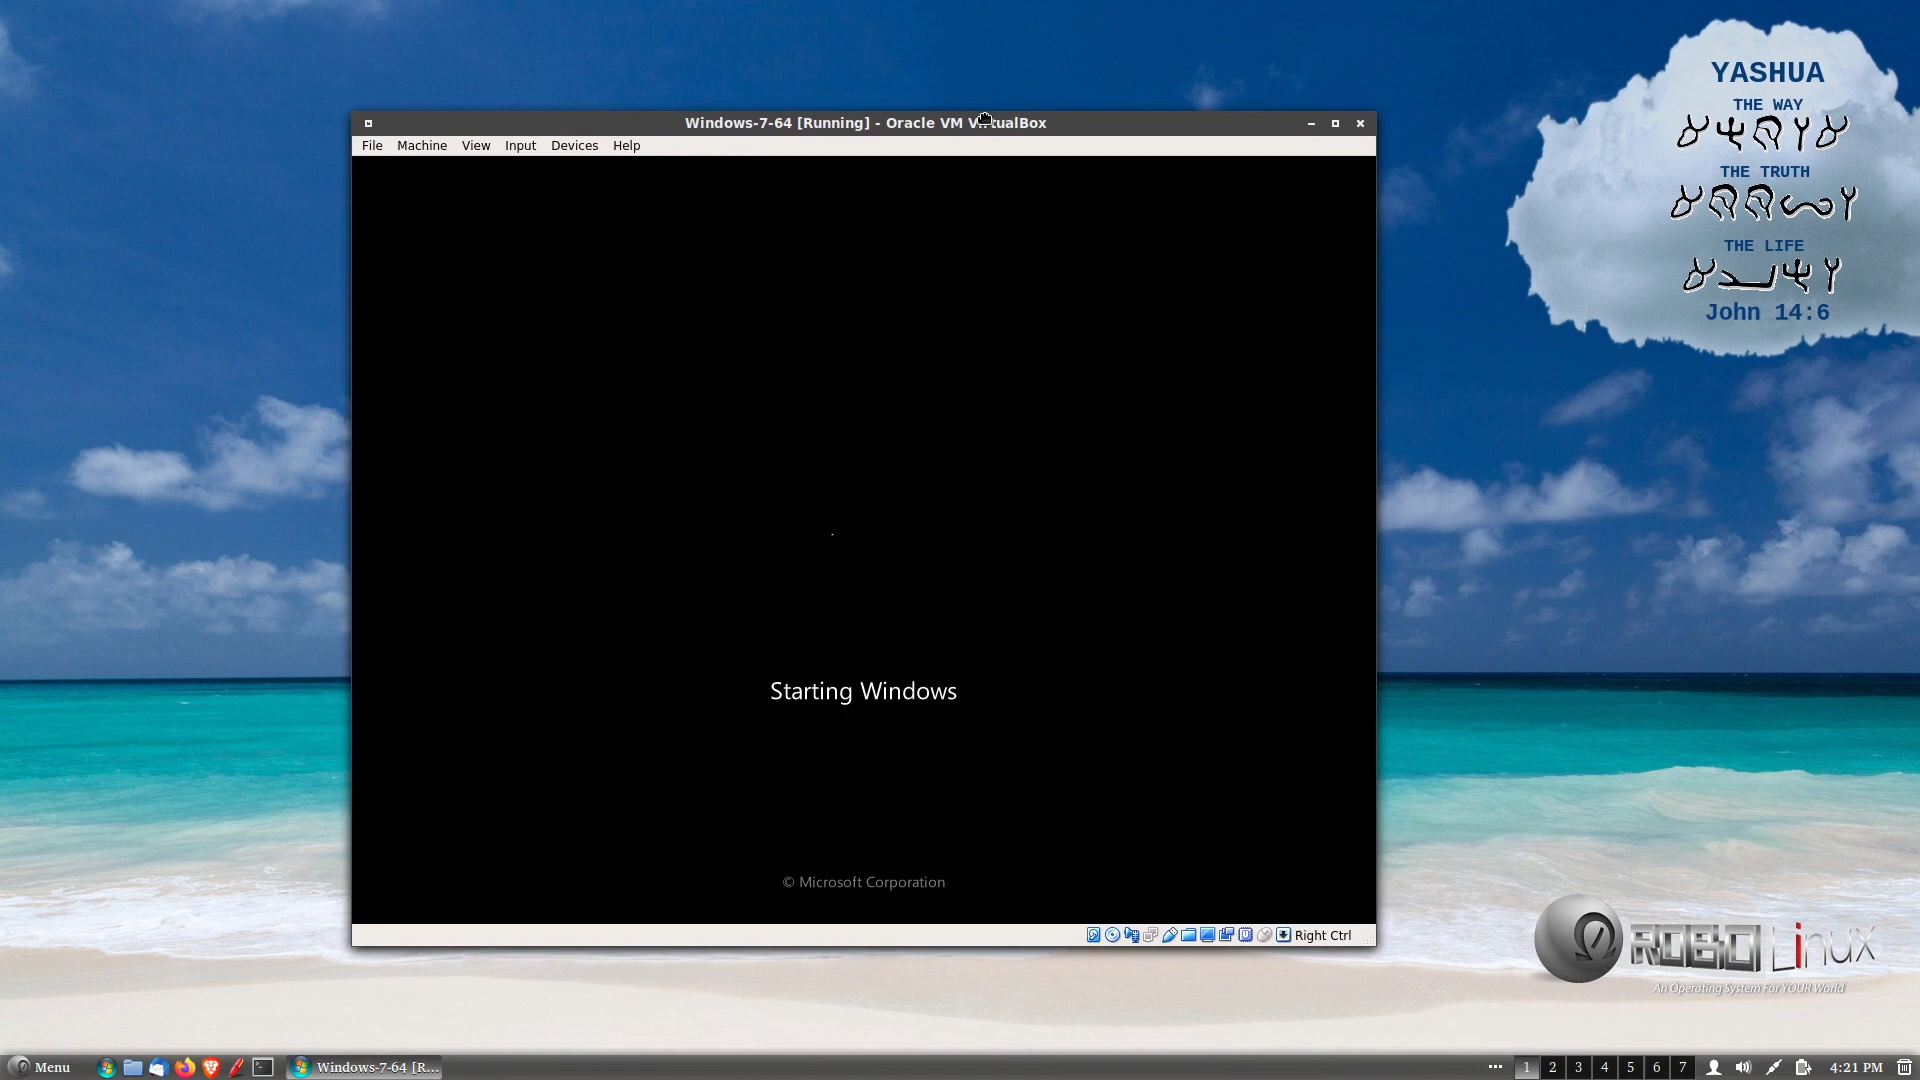 YASHUA
THE WAY
THE TRUTH
THE LIFE
John 14:6
Windows-7-64 [Running] - Oracle VM VirtualBox
File Machine View Input Devices Help
Starting Windows
© Microsoft Corporation
Right Ctrl
ROBOLinux
An Operating System For YOUR World
Menu
Windows-7-64 [R...
1 2 3 4 5 6 7
4:21 PM